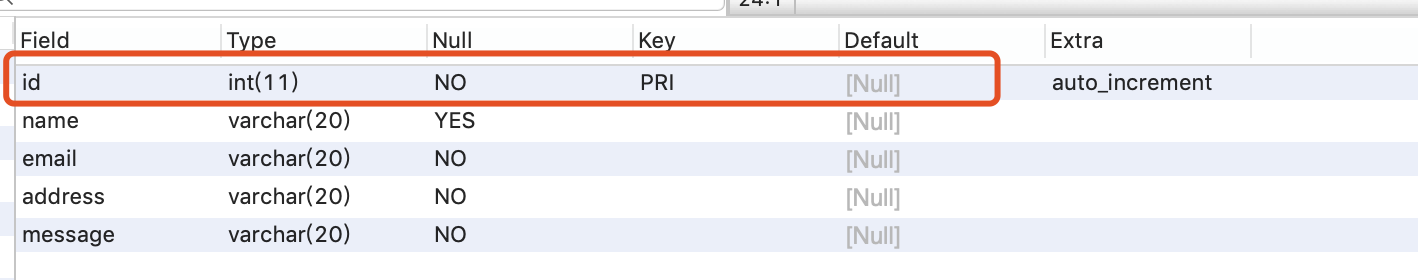 24:1
Field Type Null Key Default Extra
id int(11) NO PRI [Null] auto_increment
name varchar(20) YES [Null]
email varchar(20) NO [Null]
address varchar(20) NO [Null]
message varchar(20) NO [Null]